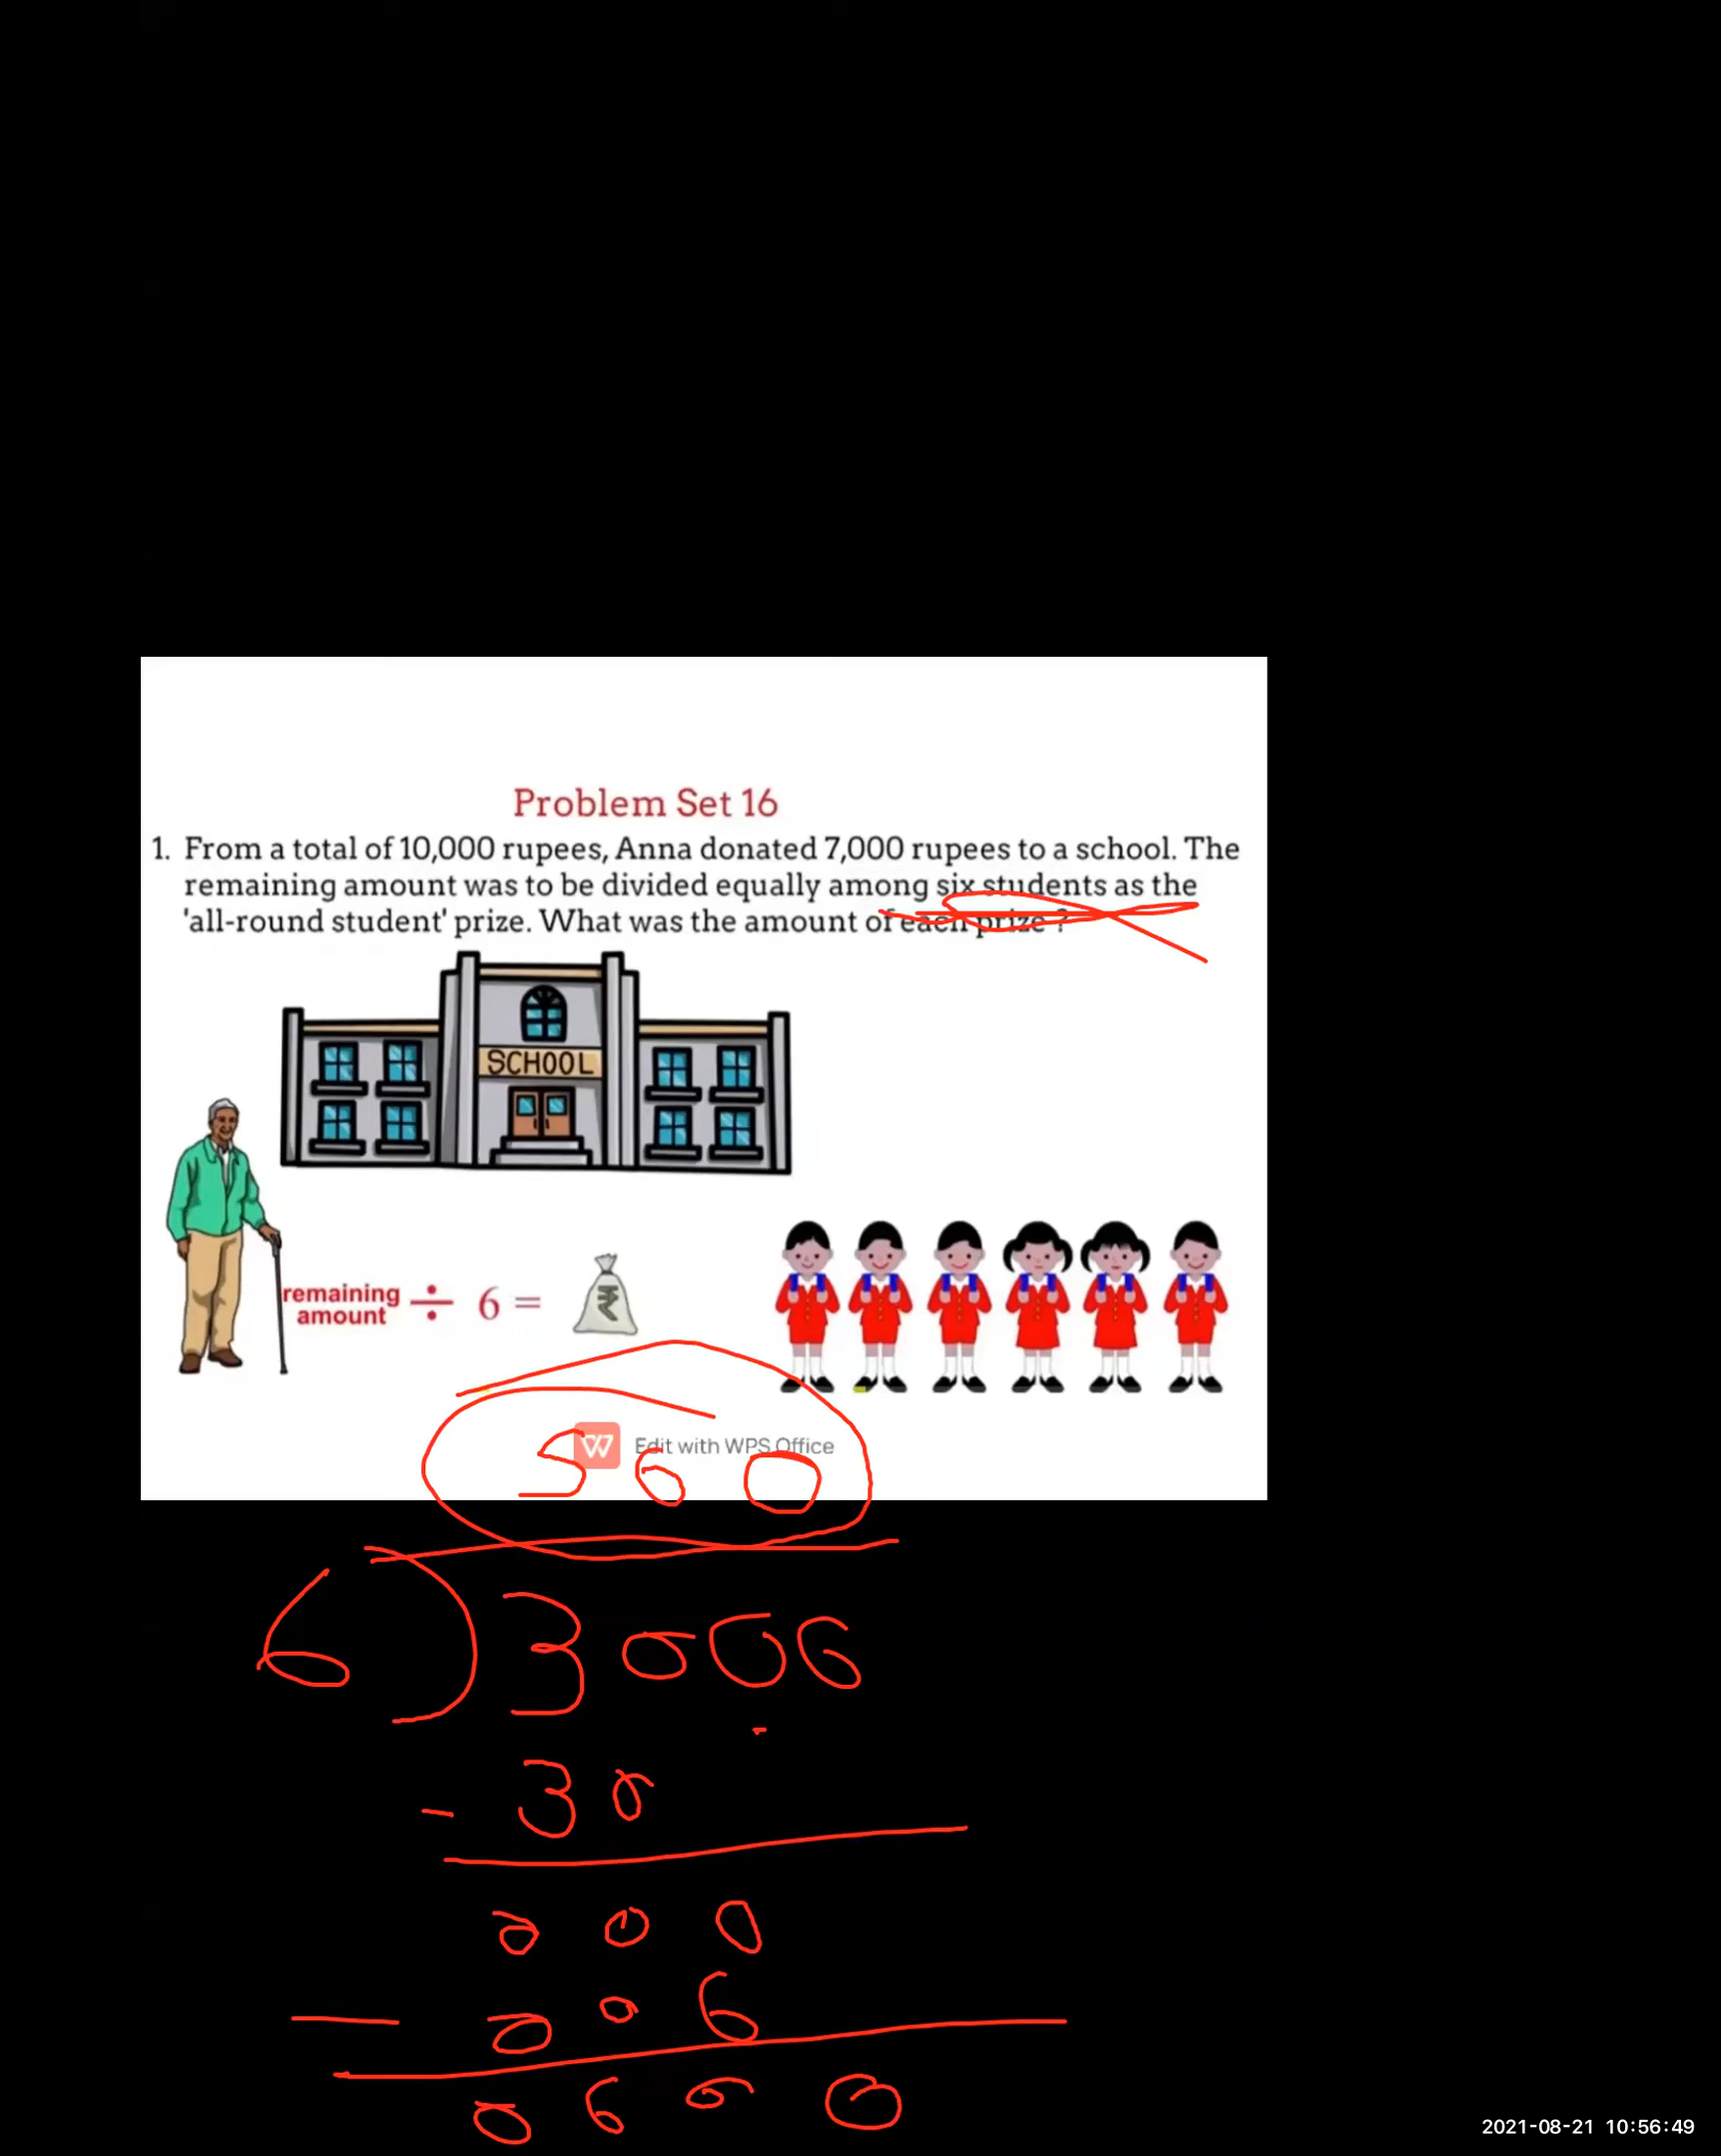 Problem Set 16
1. From a total of 10,000 rupees, Anna donated 7,000 rupees to a school. The
remaining amount was to be divided equally among six students as the
'all-round student' prize. What was the amount of each prize ?
SCHOOL
remaining
amount ÷ 6 = ₹
W Edit with WPS Office
500
6)3000
- 30
000
- 000
0000
2021-08-21 10:56:49